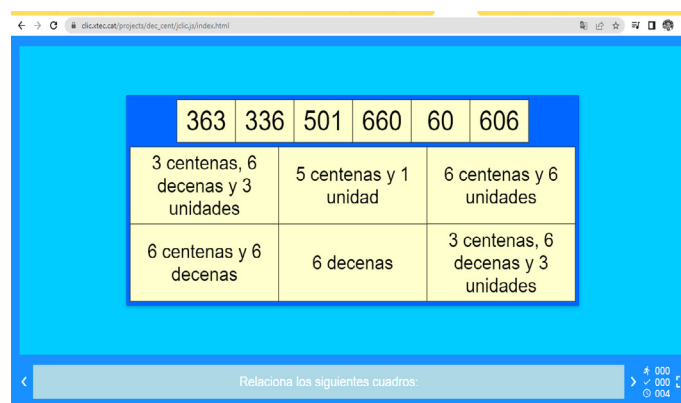 clic.xtec.cat/projects/dec_cent/jclic.js/index.html
363 336 501 660 60 606
3 centenas, 6
decenas y 3
unidades
5 centenas y 1
unidad
6 centenas y 6
unidades
6 centenas y 6
decenas
6 decenas
3 centenas, 6
decenas y 3
unidades
Relaciona los siguientes cuadros:
000
000
004